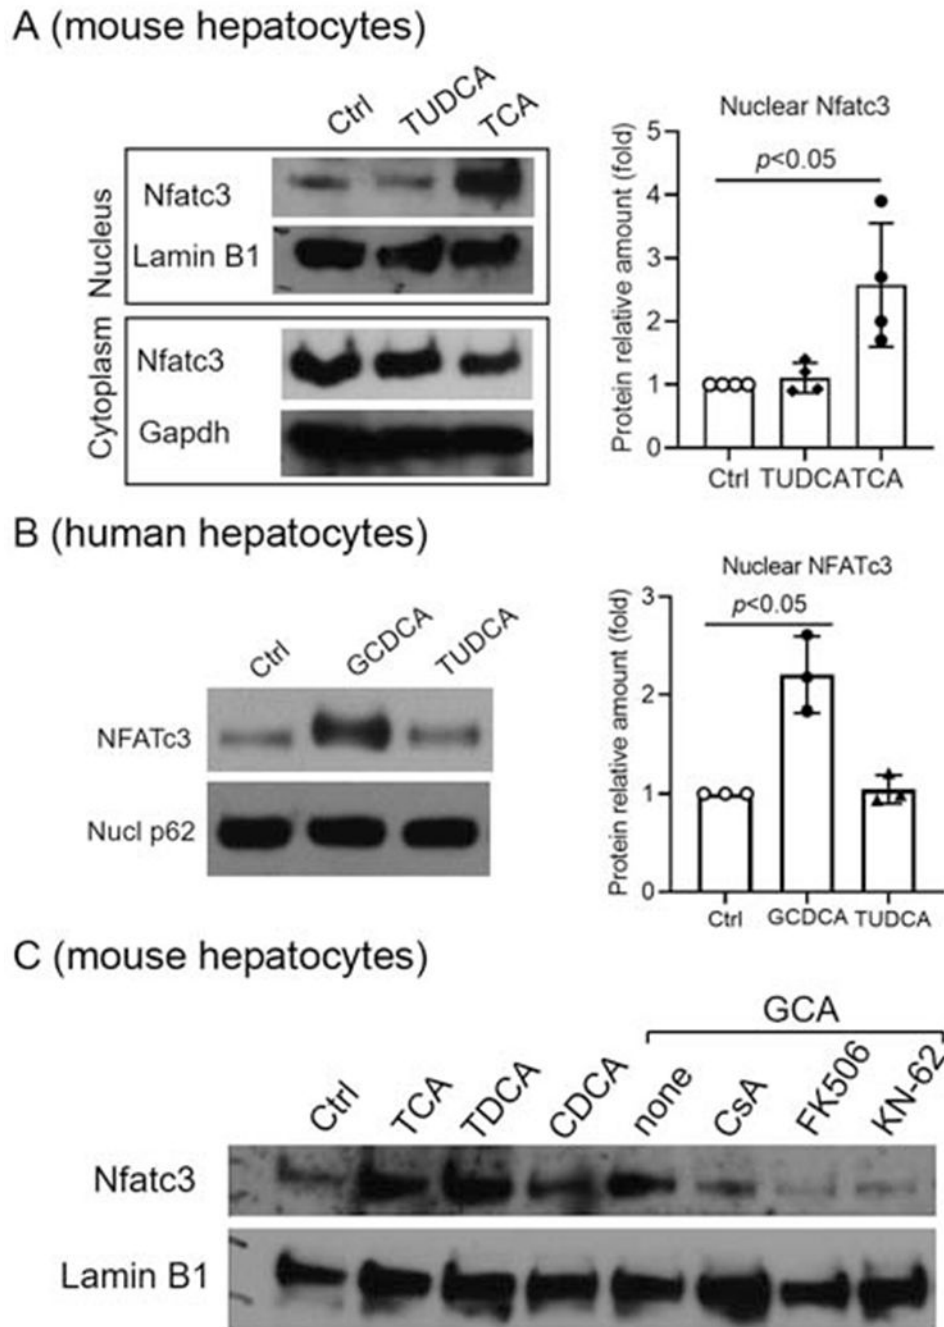 A (mouse hepatocytes)
Ctrl TUDCA TCA
Nucleus
Nfatc3
Lamin B1
Cytoplasm
Nfatc3
Gapdh
Nuclear Nfatc3
Protein relative amount (fold)
p<0.05
5
4
3
2
1
0
Ctrl TUDCATCA
B (human hepatocytes)
Ctrl GCDCA TUDCA
NFATc3
Nucl p62
Nuclear NFATc3
Protein relative amount (fold)
p<0.05
3
2
1
0
Ctrl GCDCA TUDCA
C (mouse hepatocytes)
GCA
Ctrl TCA TDCA CDCA none CsA FK506 KN-62
Nfatc3
Lamin B1